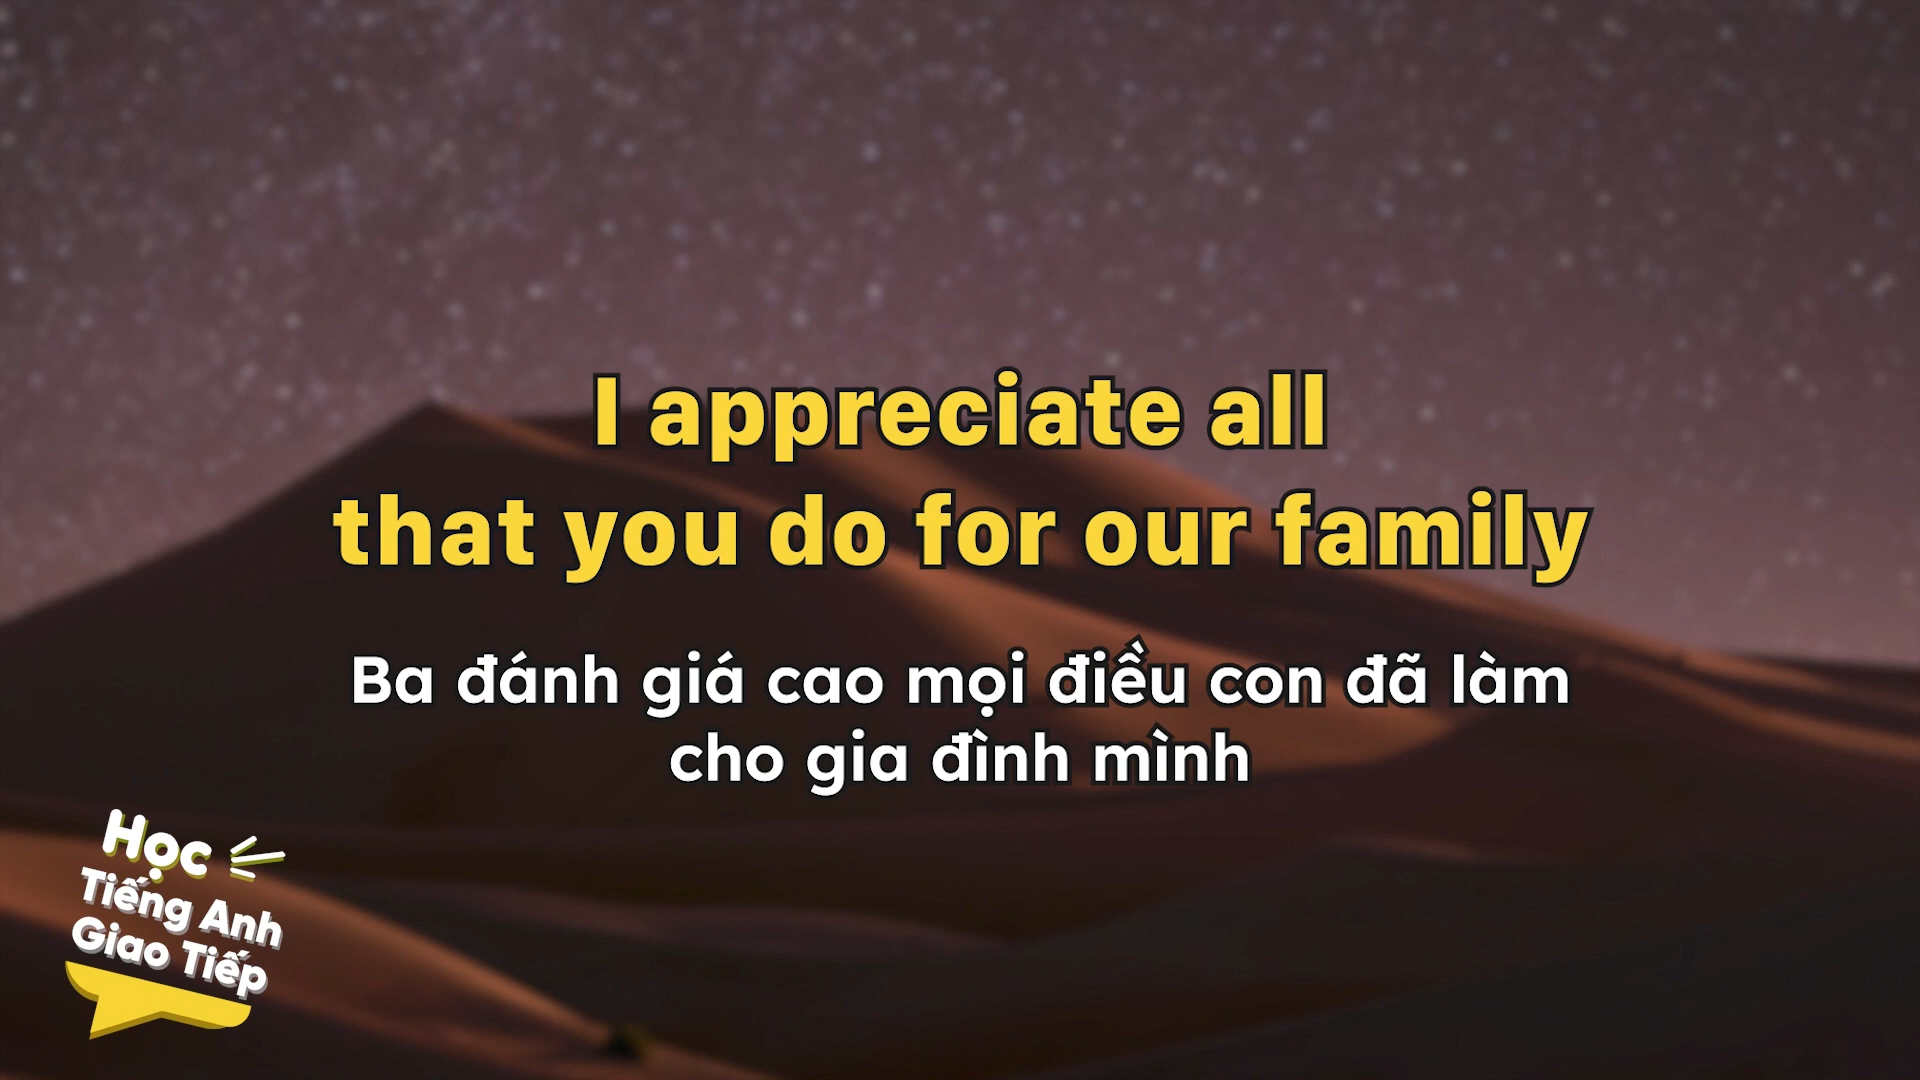 I appreciate all
that you do for our family
Ba đánh giá cao mọi điều con đã làm
cho gia đình mình
Học
Tiếng Anh
Giao Tiếp